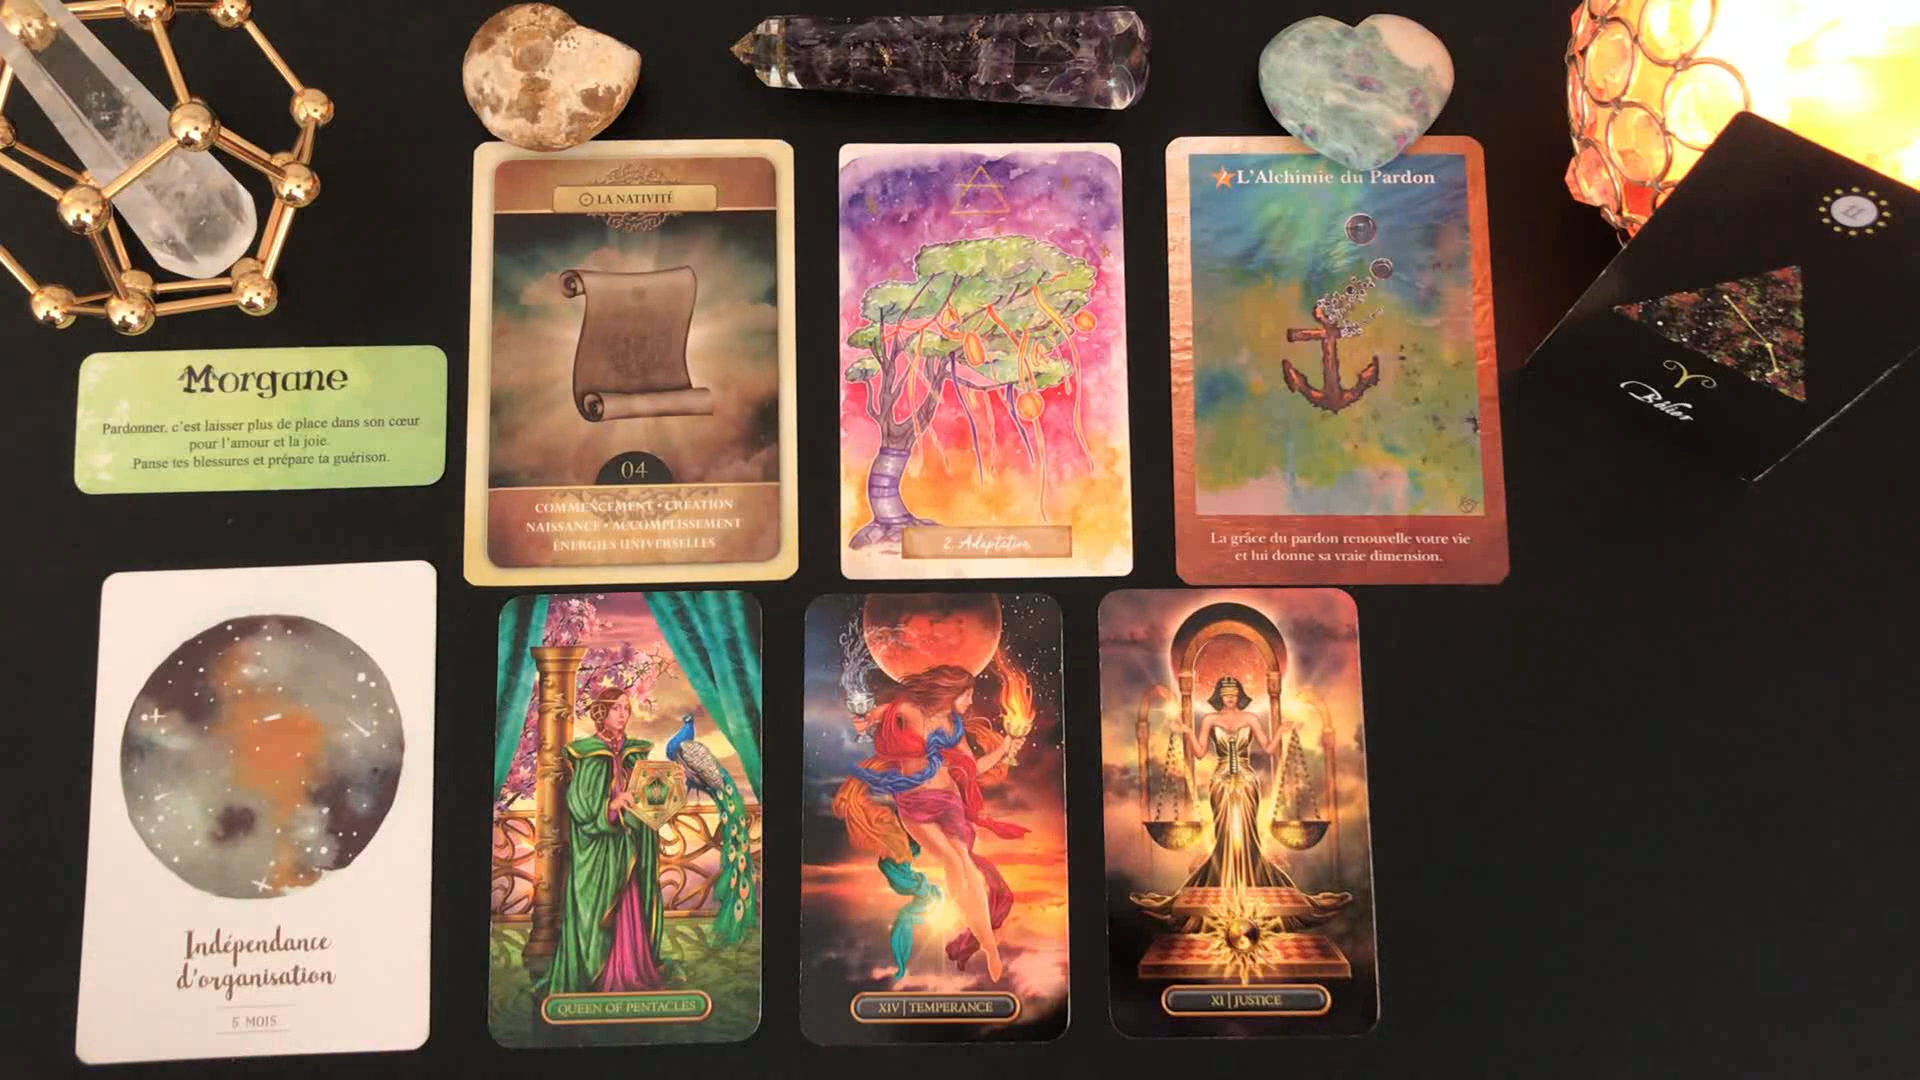 LA NATIVITÉ
04
COMMENCEMENT • CRÉATION
NAISSANCE • ACCOMPLISSEMENT
ÉNERGIES UNIVERSELLES
2. Adaptation
L'Alchimie du Pardon
La grâce du pardon renouvelle votre vie
et lui donne sa vraie dimension.
11
Bélier
Morgane
Pardonner, c'est laisser plus de place dans son cœur
pour l'amour et la joie.
Panse tes blessures et prépare ta guérison.
Indépendance
d'organisation
5 MOIS
QUEEN OF PENTACLES
XIV | TEMPERANCE
XI | JUSTICE